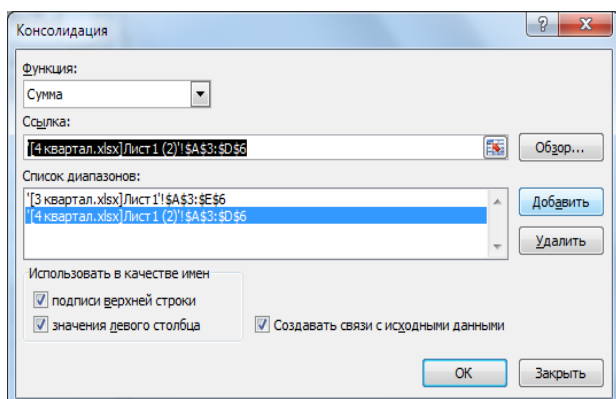 Консолидация
Функция:
Сумма
Ссылка:
'[4 квартал.xlsx]Лист1 (2)'!$A$3:$D$6
Обзор...
Список диапазонов:
'[3 квартал.xlsx]Лист1'!$A$3:$E$6
'[4 квартал.xlsx]Лист1 (2)'!$A$3:$D$6
Добавить
Удалить
Использовать в качестве имен
подписи верхней строки
значения левого столбца
Создавать связи с исходными данными
ОК
Закрыть